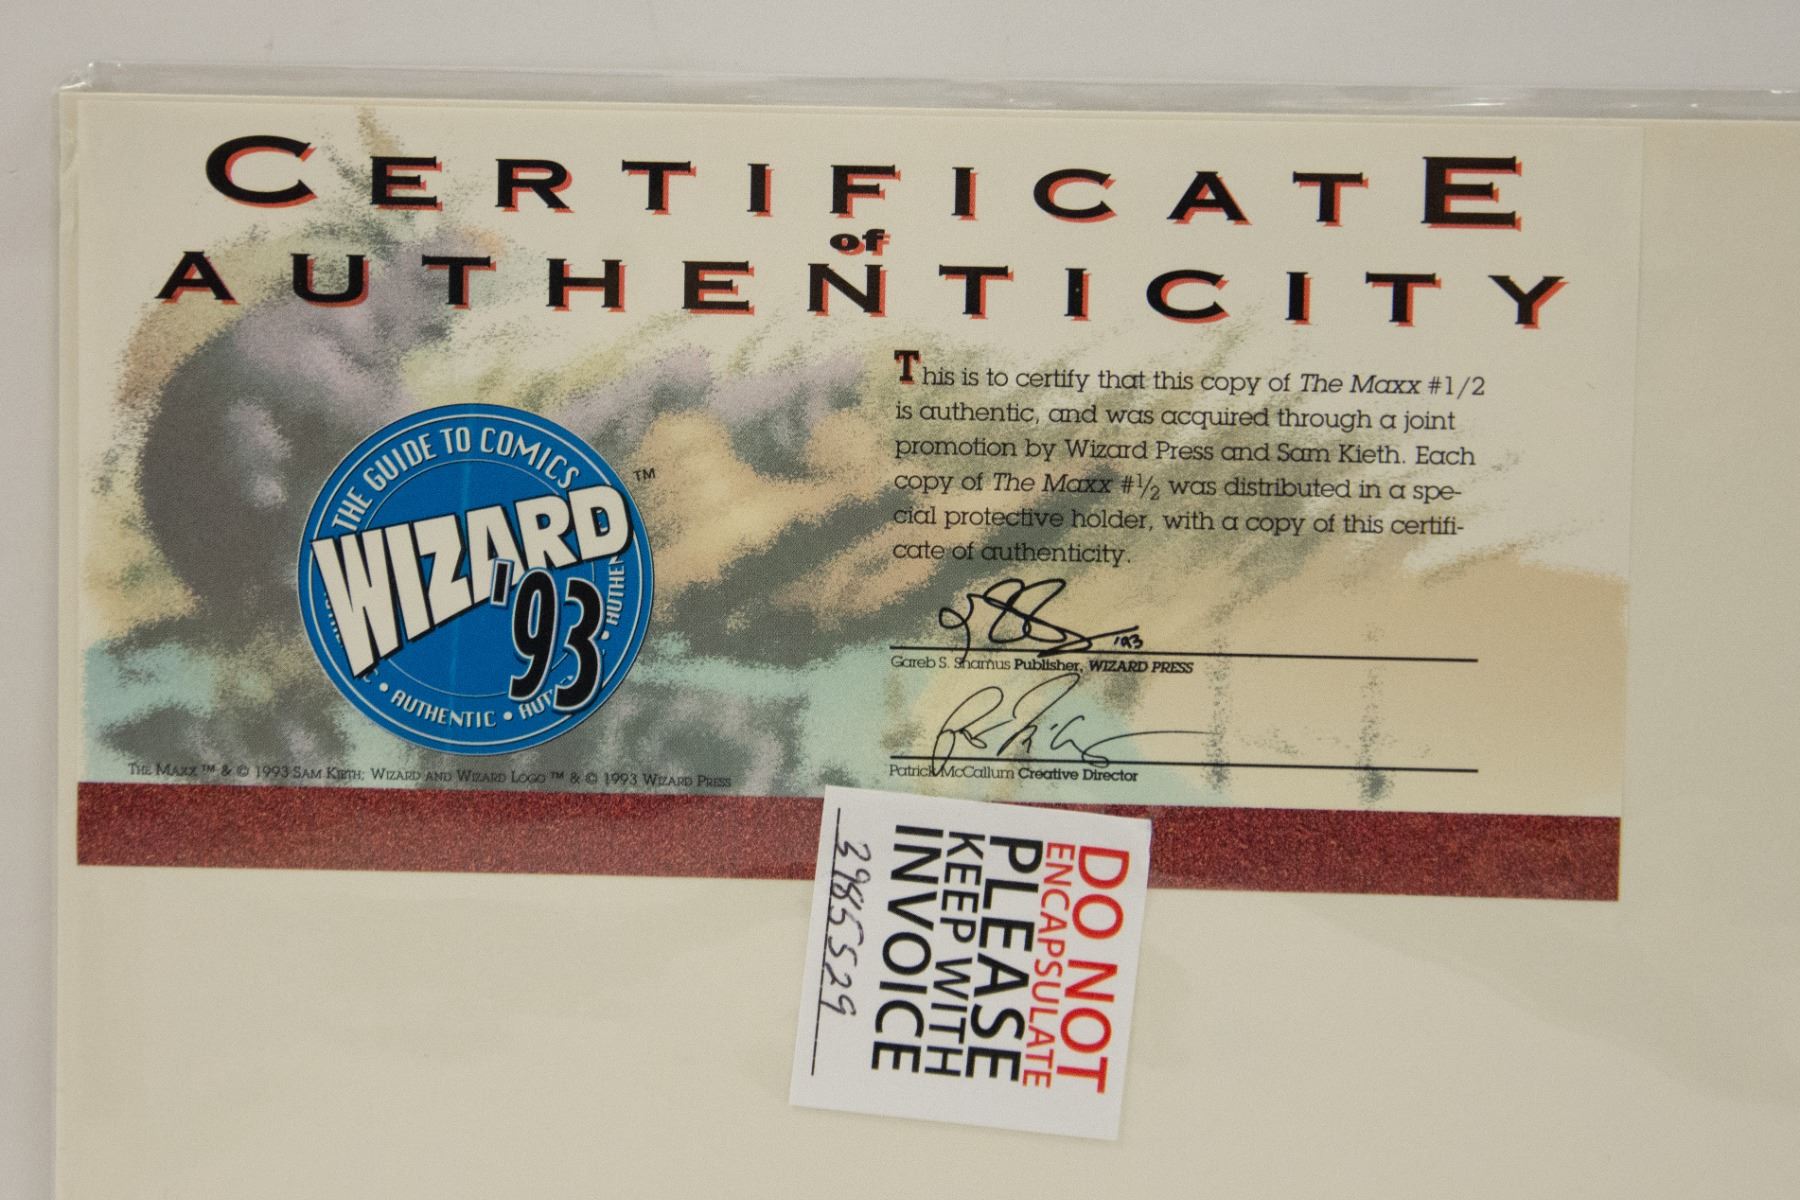 CERTIFICATE
of
AUTHENTICITY
This is to certify that this copy of The Maxx #1/2
is authentic, and was acquired through a joint
promotion by Wizard Press and Sam Kieth. Each
copy of The Maxx #½ was distributed in a spe-
cial protective holder, with a copy of this certifi-
cate of authenticity.
THE GUIDE TO COMICS
WIZARD TM
'93
• AUTHENTIC •
'93
Gareb S. Shamus Publisher, WIZARD PRESS
Patrick McCallum Creative Director
The Maxx ™ & © 1993 Sam Kieth; Wizard and Wizard Logo ™ & © 1993 Wizard Press
DO NOT
ENCAPSULATE
PLEASE
KEEP WITH
INVOICE